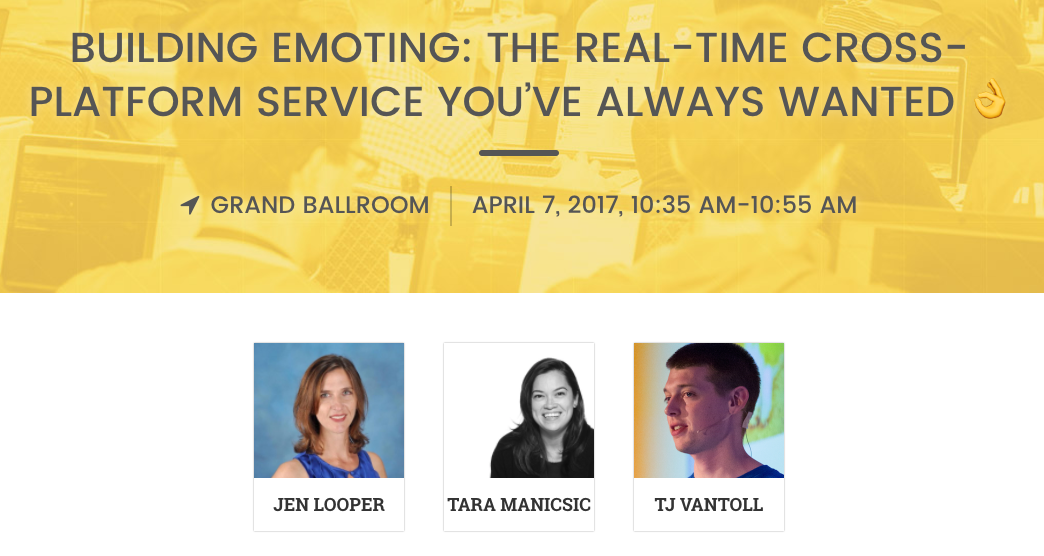 BUILDING EMOTING: THE REAL-TIME CROSS-
PLATFORM SERVICE YOU'VE ALWAYS WANTED 👌
GRAND BALLROOM | APRIL 7, 2017, 10:35 AM-10:55 AM
JEN LOOPER
TARA MANICSIC
TJ VANTOLL